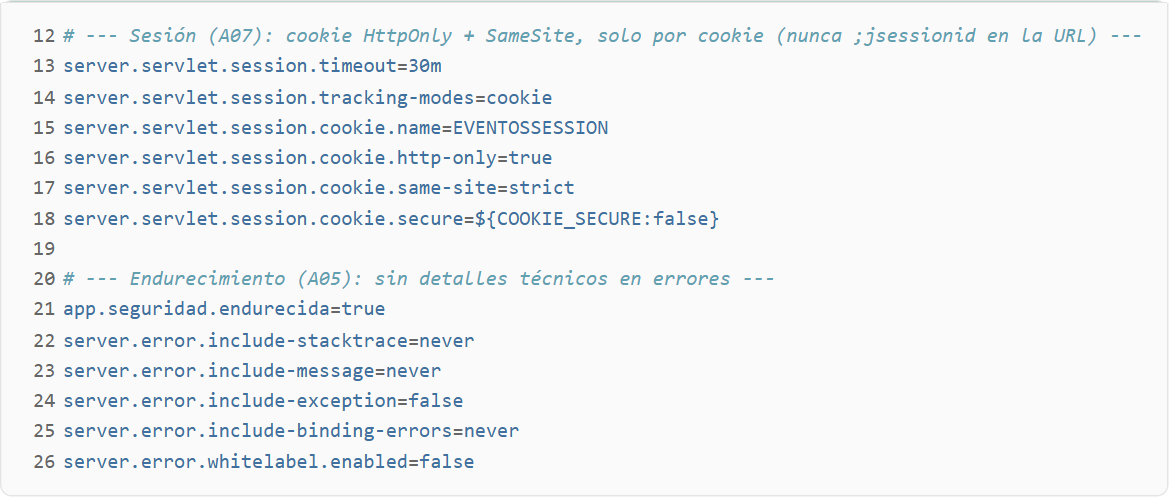 12 # --- Sesión (A07): cookie HttpOnly + SameSite, solo por cookie (nunca ;jsessionid en la URL) ---
13 server.servlet.session.timeout=30m
14 server.servlet.session.tracking-modes=cookie
15 server.servlet.session.cookie.name=EVENTOSSESSION
16 server.servlet.session.cookie.http-only=true
17 server.servlet.session.cookie.same-site=strict
18 server.servlet.session.cookie.secure=${COOKIE_SECURE:false}
19
20 # --- Endurecimiento (A05): sin detalles técnicos en errores ---
21 app.seguridad.endurecida=true
22 server.error.include-stacktrace=never
23 server.error.include-message=never
24 server.error.include-exception=false
25 server.error.include-binding-errors=never
26 server.error.whitelabel.enabled=false